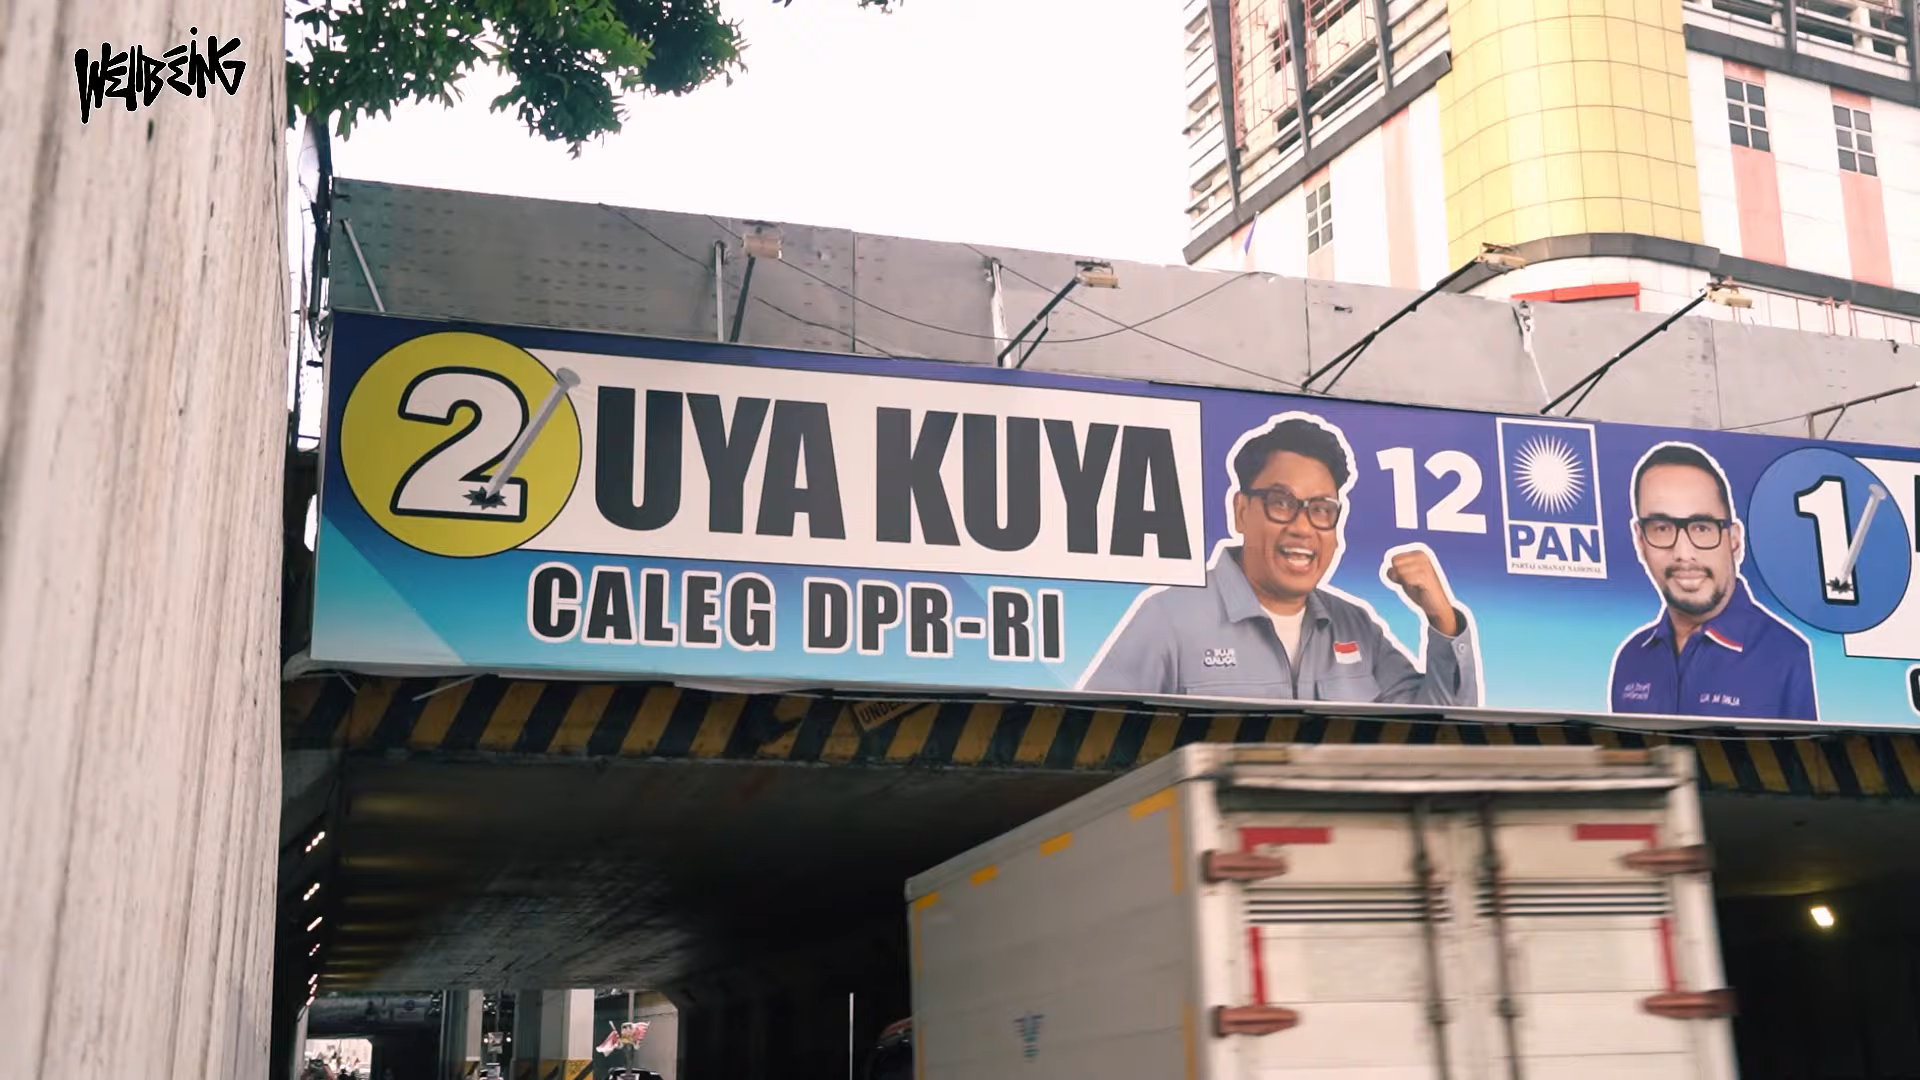 WELLBEING
2 UYA KUYA
CALEG DPR-RI
12
PAN
PARTAI AMANAT NASIONAL
1